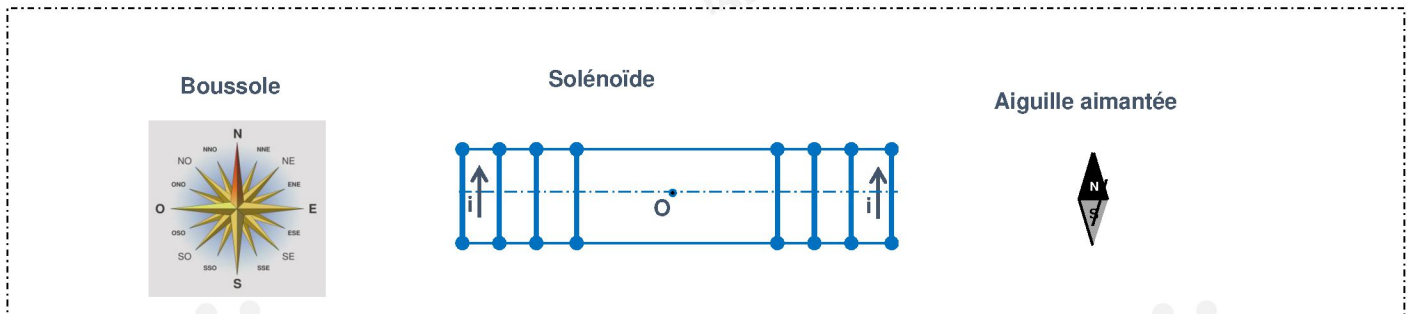 Solénoïde
Boussole
Aiguille aimantée
N
NNO NNE
NO NE
ONO ENE
O E
OSO ESE
SO SE
SSO SSE
S
i
O
i
N
S